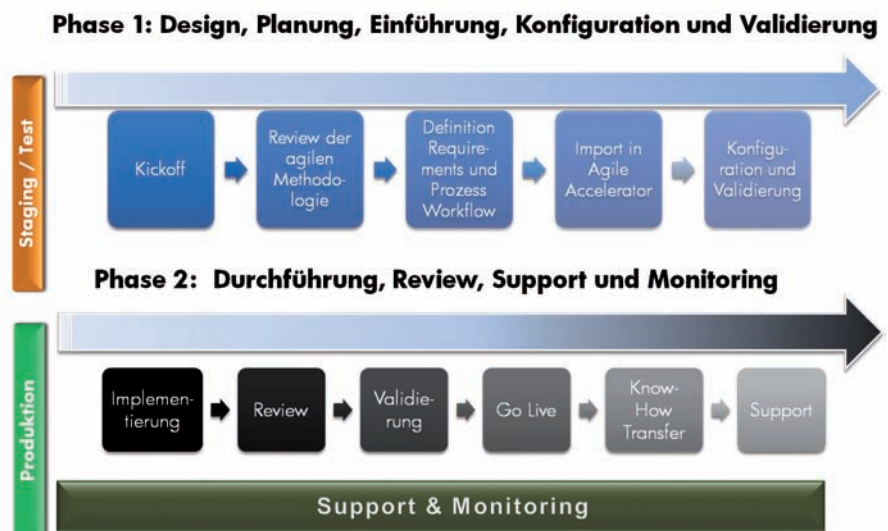 Phase 1: Design, Planung, Einführung, Konfiguration und Validierung
Staging / Test
Kickoff
Review der
agilen
Methodo-
logie
Definition
Require-
ments und
Prozess
Workflow
Import in
Agile
Accelerator
Konfigu-
ration und
Validierung
Phase 2: Durchführung, Review, Support und Monitoring
Produktion
Implemen-
tierung
Review
Validie-
rung
Go Live
Know-
How
Transfer
Support
Support & Monitoring